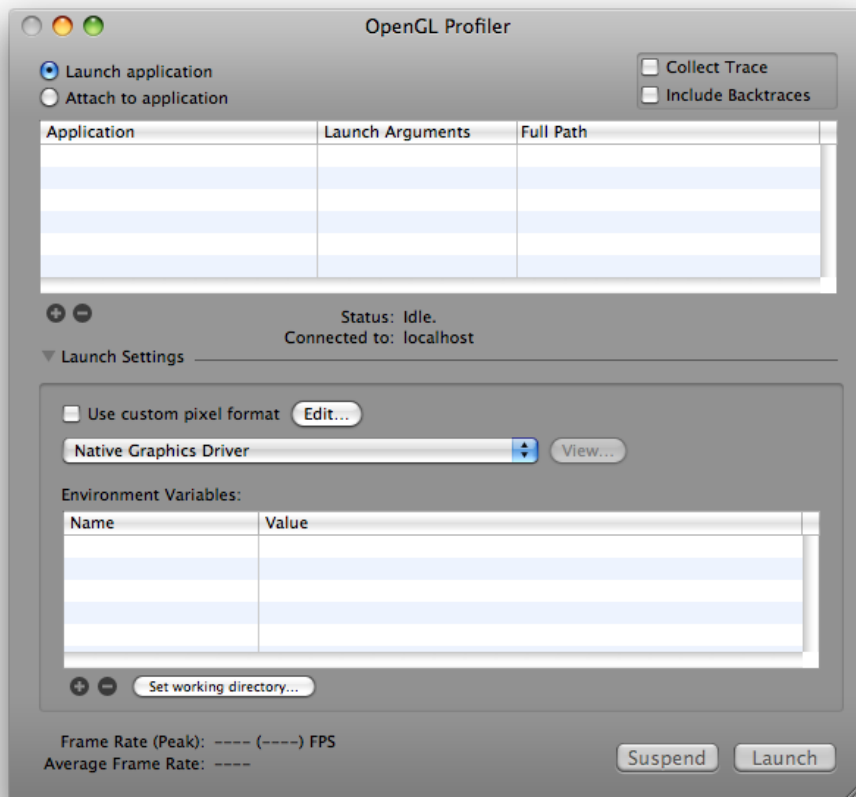 OpenGL Profiler
Launch application
Collect Trace
Attach to application
Include Backtraces
Application Launch Arguments Full Path
Status: Idle.
Connected to: localhost
Launch Settings
Use custom pixel format Edit...
Native Graphics Driver View...
Environment Variables:
Name Value
Set working directory...
Frame Rate (Peak): ---- (----) FPS
Average Frame Rate: ----
Suspend Launch